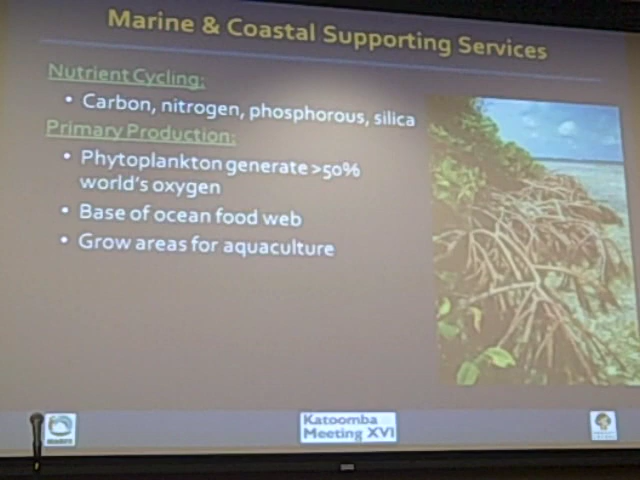 Marine & Coastal Supporting Services
Nutrient Cycling:
• Carbon, nitrogen, phosphorous, silica
Primary Production:
• Phytoplankton generate >50%
world's oxygen
• Base of ocean food web
• Grow areas for aquaculture
Katoomba
Meeting XVI